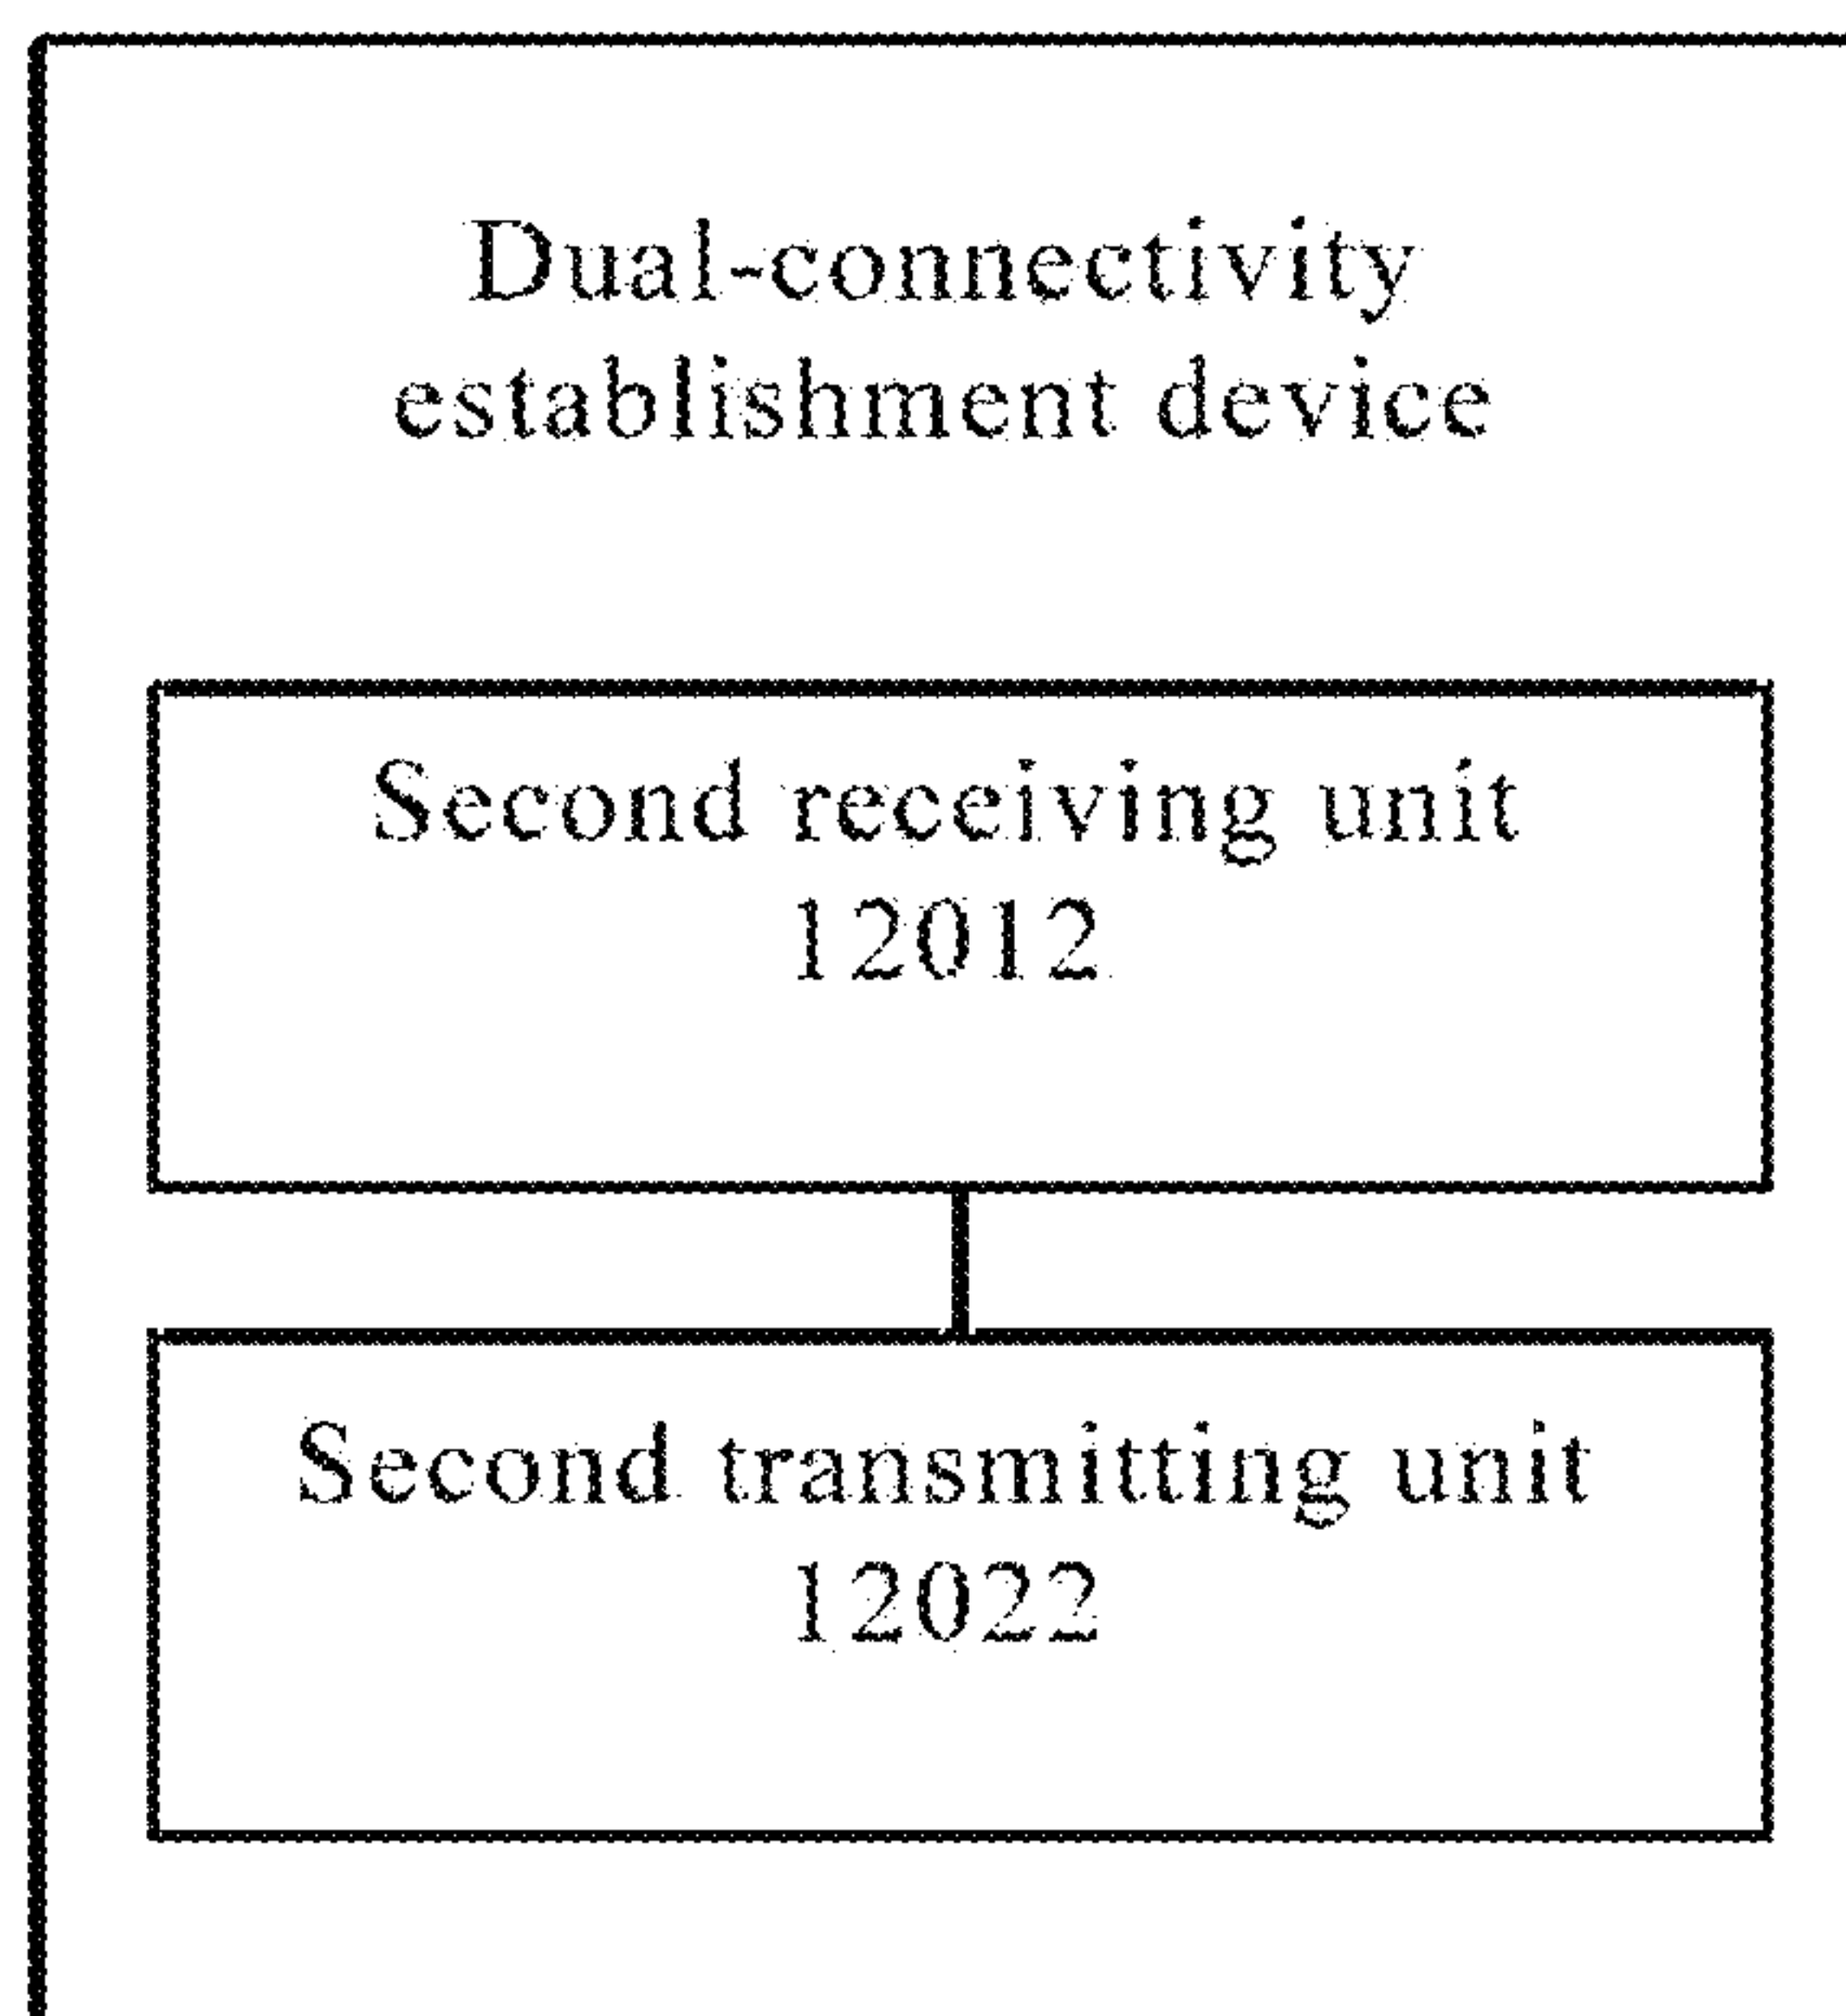 Dual-connectivity
establishment device
Second receiving unit
12012
Second transmitting unit
12022